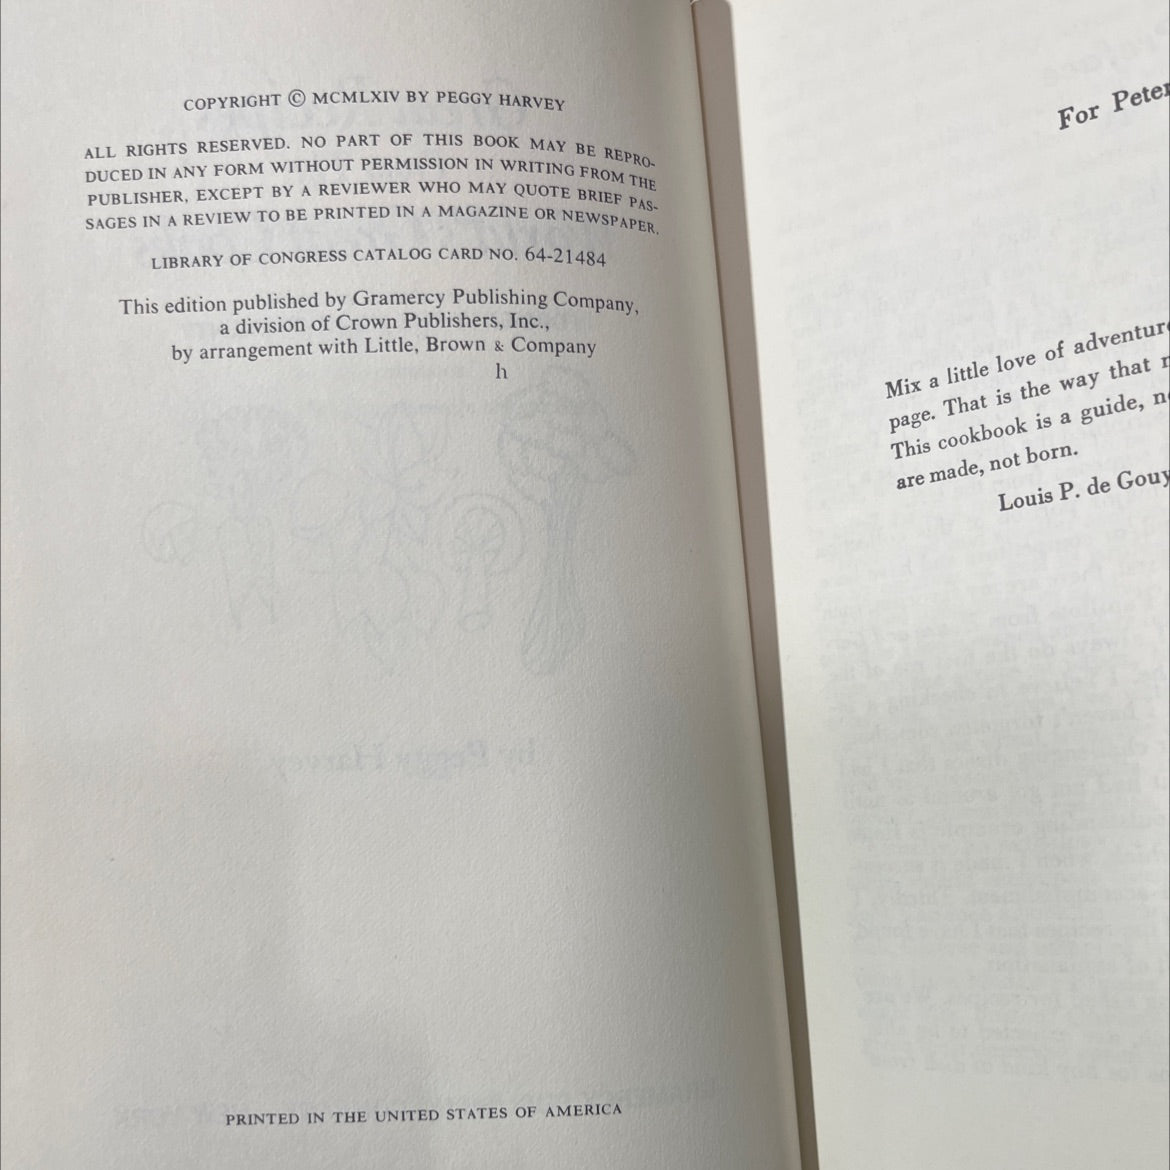 COPYRIGHT © MCMLXIV BY PEGGY HARVEY
ALL RIGHTS RESERVED. NO PART OF THIS BOOK MAY BE REPRO-
DUCED IN ANY FORM WITHOUT PERMISSION IN WRITING FROM THE
PUBLISHER, EXCEPT BY A REVIEWER WHO MAY QUOTE BRIEF PAS-
SAGES IN A REVIEW TO BE PRINTED IN A MAGAZINE OR NEWSPAPER.
LIBRARY OF CONGRESS CATALOG CARD NO. 64-21484
This edition published by Gramercy Publishing Company,
a division of Crown Publishers, Inc.,
by arrangement with Little, Brown & Company
h
PRINTED IN THE UNITED STATES OF AMERICA
For Peter
Mix a little love of
page. That is the way that
This cookbook is a guide,
are made, not born.
Louis P. de Gouy